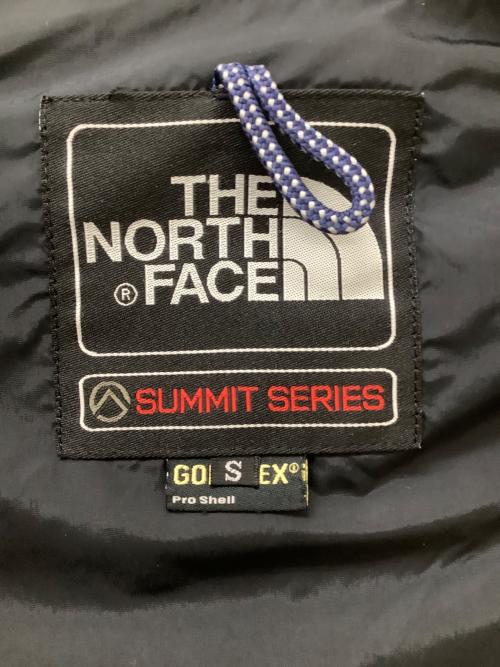 THE
NORTH
® FACE
SUMMIT SERIES
GO S EX®
Pro Shell